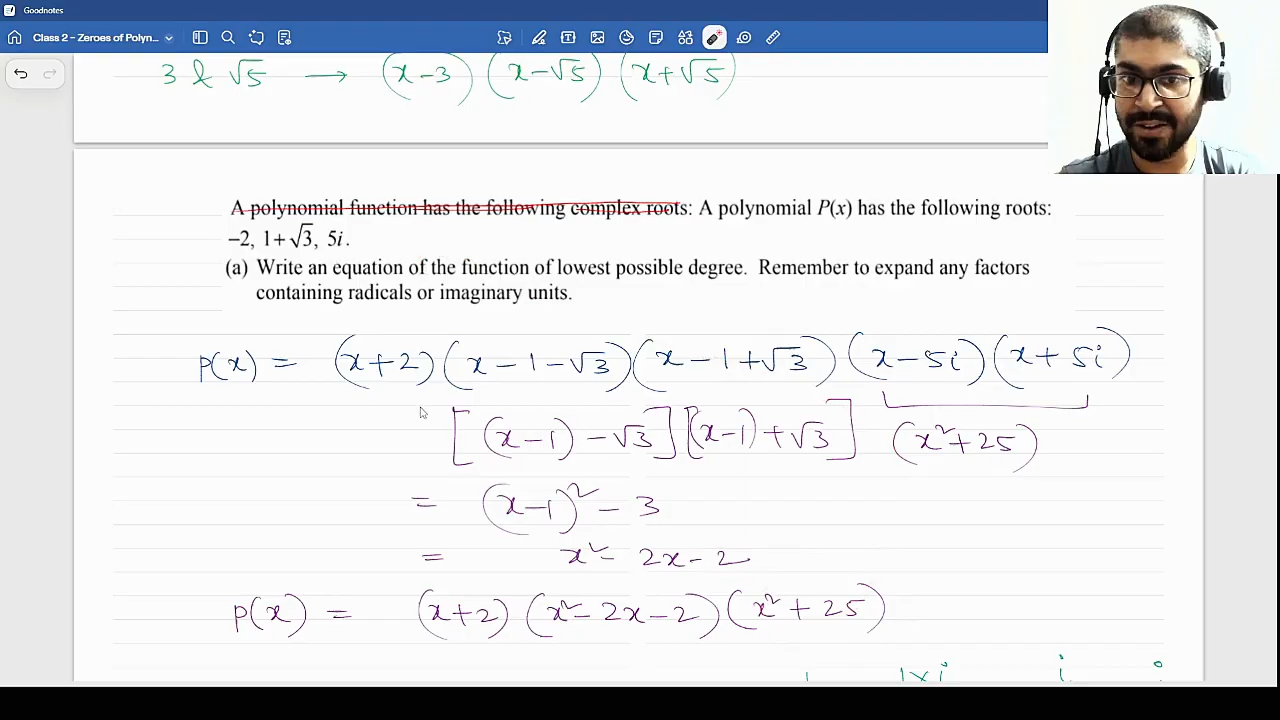 Goodnotes
Class 2 – Zeroes of Polyn...
3 & √5 → (x-3) (x-√5) (x+√5)
A polynomial function has the following complex roots: A polynomial P(x) has the following roots:
−2, 1+√3, 5i.
(a) Write an equation of the function of lowest possible degree. Remember to expand any factors
containing radicals or imaginary units.
P(x) = (x+2)(x-1-√3)(x-1+√3)(x-5i)(x+5i)
[(x-1)-√3][(x-1)+√3] (x²+25)
= (x-1)² - 3
= x² - 2x - 2
P(x) = (x+2)(x²-2x-2)(x²+25)